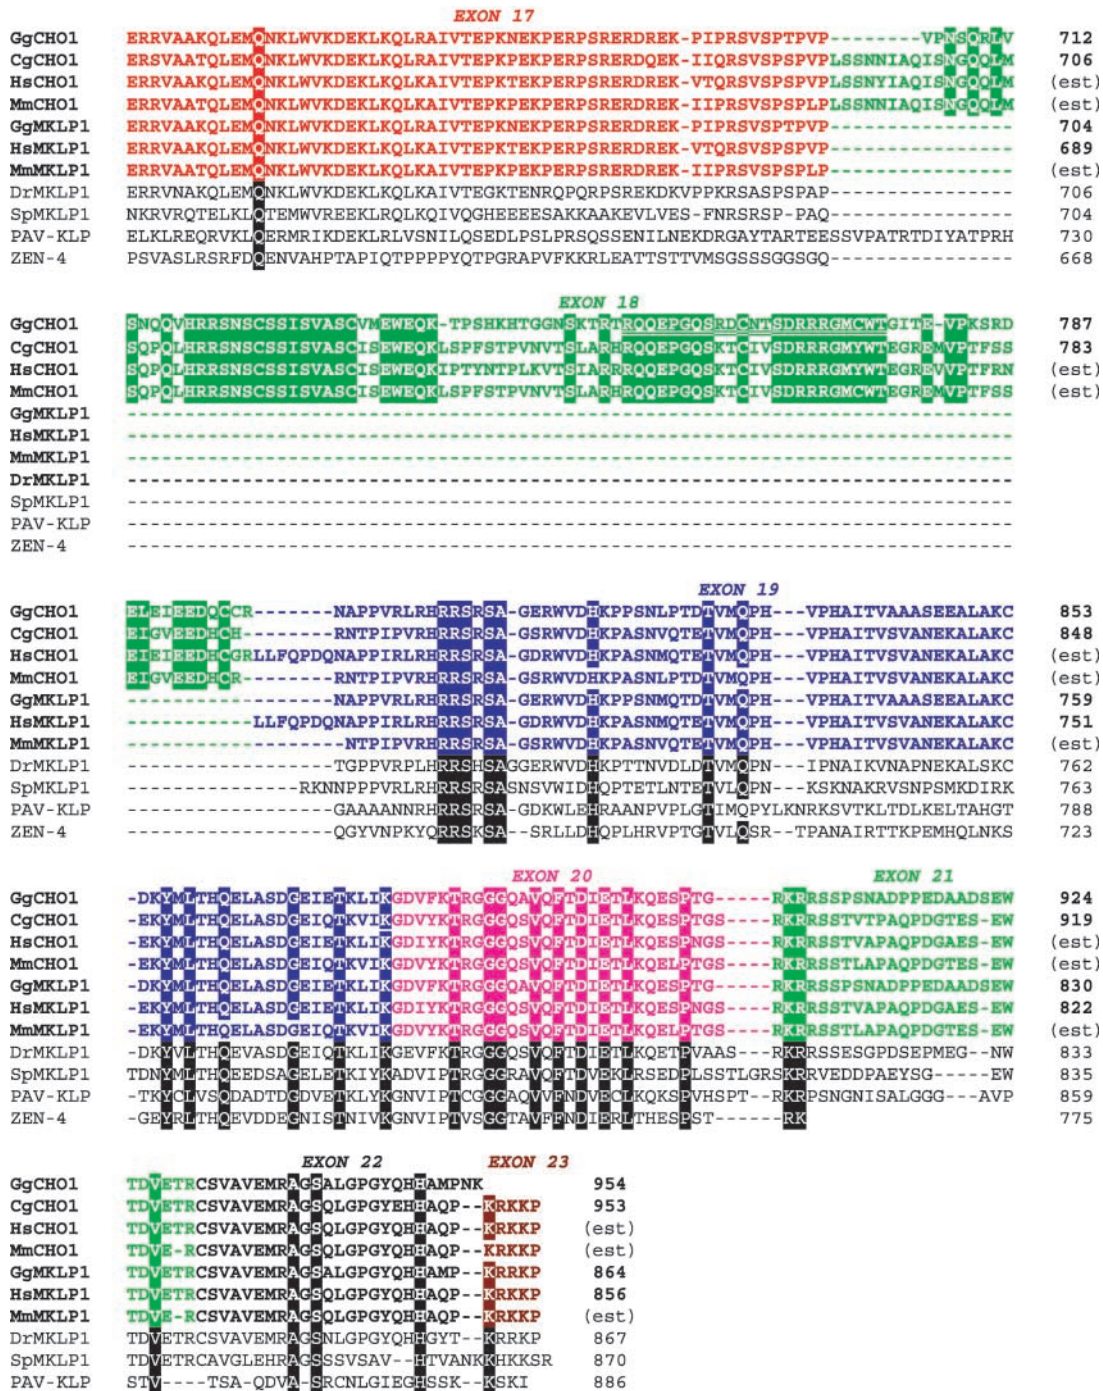 EXON 17
GgCHO1 ERRVAAKQLEMQNKLWVKDEKLKQLRAIVTEPKNEKPERPSRERDREK-PIPRSVSPTPVP--------VPNSQRLV 712
CgCHO1 ERSVAATQLEMQNKLWVKDEKLKQLRAIVTEPKPEKPERPSRERDQEK-IIQRSVSPSPVPLSSNNIAQISNGQQLM 706
HsCHO1 ERRVAAKQLEMQNKLWVKDEKLKQLKAIVTEPKTEKPERPSRERDREK-VTQRSVSPSPVPLSSNYIAQISNGQQLM (est)
MmCHO1 ERRVAATQLEMQNKLWVKDEKLKQLKAIVTEPKPEKPERPSRERDREK-VTQRSVSPSPLPLSSNNIAQISNGQQLM (est)
GgMKLP1 ERRVAAKQLEMQNKLWVKDEKLKQLRAIVTEPKNEKPERPSRERDREK-PIPRSVSPTPVP---------------- 704
HsMKLP1 ERRVAAKQLEMQNKLWVKDEKLKQLKAIVTEPKTEKPERPSRERDREK-VTQRSVSPSPVP---------------- 689
MmMKLP1 ERRVAATQLEMQNKLWVKDEKLKQLKAIVTEPKPEKPERPSRERDREK-VTQRSVSPSPLP---------------- (est)
DrMKLP1 ERRVNAKQLEMQNKLWVKDEKLKQLKAIVTEGKTENRQPQRPSREKDKVPPKRSASPSPAP---------------- 706
SpMKLP1 NKRVRQTELKLQTEMWVREEKLRQLKQIVQGHEEEESAKKAAKEVLVES-FNRSRSP-PAQ---------------- 704
PAV-KLP ELKLREQRVKLQERMRIKDEKLRLVSNILQSEDLPSLPRSQSSENILNEKDRGAYTARTEESSVPATRTDIYATPRH 730
ZEN-4 PSVASLRSRFDQENVAHPTAPIQTPPPPYQTPGRAPVFKKRLEATTSTTVMSGSSSGGSGQ---------------- 668
EXON 18
GgCHO1 SNQQVHRRSNSCSSISVASCVMEWEQK-TPSHKHTGGNSKTRTRQQEPGQSRDCNTSDRRRGMCWTGITE-VPKSRD 787
CgCHO1 SQPQLHRRSNSCSSISVASCISEWEQKLSPFSTPVNVTSLARHRQQEPGQSKTCIVSDRRRGMYWTEGREMVPTFSS 783
HsCHO1 SQPQLHRRSNSCSSISVASCISEWEQKIPTYNTPLKVTSIARRRQQEPGQSKTCIVSDRRRGMYWTEGREVVPTFRN (est)
MmCHO1 SQPQLHRRSNSCSSISVASCISEWEQKLSPFSTPVNVTSLARHRQQEPGQSKTCIVSDRRRGMCWTEGREMVPTFSS (est)
GgMKLP1 -----------------------------------------------------------------------------
HsMKLP1 -----------------------------------------------------------------------------
MmMKLP1 -----------------------------------------------------------------------------
DrMKLP1 -----------------------------------------------------------------------------
SpMKLP1 -----------------------------------------------------------------------------
PAV-KLP -----------------------------------------------------------------------------
ZEN-4 -----------------------------------------------------------------------------
EXON 19
GgCHO1 ELEIEEDQCCR-------NAPPVRLRHRRSRSA-GERWVDHKPPSNLPTDTVMQPH---VPHAITVAAASEEALAKC 853
CgCHO1 EIGVEEDHCH--------RNTPIPVRHRRSRSA-GSRWVDHKPASNVQTETVMQPH---VPHAITVSVANEKALAKC 848
HsCHO1 EIEIEEDHCGRLLFQPDQNAPPIRLRHRRSRSA-GDRWVDHKPASNMQTETVMQPH---VPHAITVSVANEKALAKC (est)
MmCHO1 EIGVEEDHCR--------RNTPIPVRHRRSRSA-GSRWVDHKPASNLPTDTVMQPH---VPHAITVSVANEKALAKC (est)
GgMKLP1 ------------------NAPPVRLRHRRSRSA-GERWVDHKPPSNMQTDTVMQPH---VPHAITVAAASEEALAKC 759
HsMKLP1 -----------LLFQPDQNAPPIRLRHRRSRSA-GDRWVDHKPASNMQTETVMQPH---VPHAITVSVANEKALAKC 751
MmMKLP1 -------------------NTPIPVRHRRSRSA-GSRWVDHKPASNVQTETVMQPH---VPHAITVSVANEKALAKC (est)
DrMKLP1 ------------------TGPPVRPLHRRSHSAGGERWVDHKPTTNVDLDTVMQPN---IPNAIKVNAPNEKALSKC 762
SpMKLP1 ---------------RKNNPPPVRLRHRRSRSASNSVWIDHQPTETLNTETVLQPN---KSKNAKRVSNPSMKDIRK 763
PAV-KLP ------------------GAAAANNRHRRSRSA-GDKWLEHRAANPVPLGTIMQPYLKNRKSVTKLTDLKELTAHGT 788
ZEN-4 ------------------QGYVNPKYQRRSKSA--SRLLDHQPLHRVPTGTVLQSR--TPANAIRTTKPEMHQLNKS 723
EXON 20 EXON 21
GgCHO1 -DKYMLTHQELASDGEIETKLIKGDVFKTRGGGQAVQFTDIETLKQESPTG------RKRRSSPSNADPPEDAADSEW 924
CgCHO1 -EKYMLTHQELASDGEIQTKVIKGDVYKTRGGGQSVQFTDIETLKQESPTGS-----RKRRSSTVTPAQPDGTES-EW 919
HsCHO1 -EKYMLTHQELASDGEIETKLIKGDIYKTRGGGQSVQFTDIETLKQESPNGS-----RKRRSSTVAPAQPDGAES-EW (est)
MmCHO1 -EKYMLTHQELASDGEIQTKVIKGDVYKTRGGGQSVQFTDIETLKQELPTGS-----RKRRSSTLAPAQPDGTES-EW (est)
GgMKLP1 -DKYMLTHQELASDGEIETKLIKGDVFKTRGGGQAVQFTDIETLKQESPTG------RKRRSSPSNADPPEDAADSEW 830
HsMKLP1 -EKYMLTHQELASDGEIETKLIKGDIYKTRGGGQSVQFTDIETLKQESPNGS-----RKRRSSTVAPAQPDGAES-EW 822
MmMKLP1 -EKYMLTHQELASDGEIQTKVIKGDVYKTRGGGQSVQFTDIETLKQELPTGS-----RKRRSSTLAPAQPDGTES-EW (est)
DrMKLP1 -DKYVLTHQEVASDGEIQTKLIKGEVFKTRGGGQSVQFTDIETLKQETPVAAS----RKRRSSESGPDSEPMEG--NW 833
SpMKLP1 TDNYMLTHQEEDSAGELETKIYKADVIPTRGGGRAVQFTDVEKLRSEDPLSSTLGRSKRRVEDDPAEYSG-----EW 835
PAV-KLP -TKYCLVSQDADTDGDVETKLYKGNVIPTCGGGAQVVFNDVECLKQKSPVHSPT--RKRPSNGNISALGGG---AVP 859
ZEN-4 -GEYRLTHQEVDDEGNISTNIVKGNVIPTVSGGTAVFFNDIERLTHESPST------RK 775
EXON 22 EXON 23
GgCHO1 TDVETRCSVAVEMRAGSALGPGYQHHAMPNK 954
CgCHO1 TDVETRCSVAVEMRAGSQLGPGYEHHAQP--KRKKP 953
HsCHO1 TDVETRCSVAVEMRAGSQLGPGYQHHAQP--KRKKP (est)
MmCHO1 TDVE-RCSVAVEMRAGSQLGPGYQHHAQP--KRKKP (est)
GgMKLP1 TDVETRCSVAVEMRAGSALGPGYQHHAMP--KRRKP 864
HsMKLP1 TDVETRCSVAVEMRAGSQLGPGYQHHAQP--KRKKP 856
MmMKLP1 TDVE-RCSVAVEMRAGSQLGPGYQHHAQP--KRKKP (est)
DrMKLP1 TDVETRCSVAVEMRAGSNLGPGYQHHGYT--KRRKP 867
SpMKLP1 TDVETRCAVGLEHRAGSSSVSAV--HTVANKKHKKSR 870
PAV-KLP STV----TSA-QDVA-SRCNLGIEGHSSK--KSKI 886